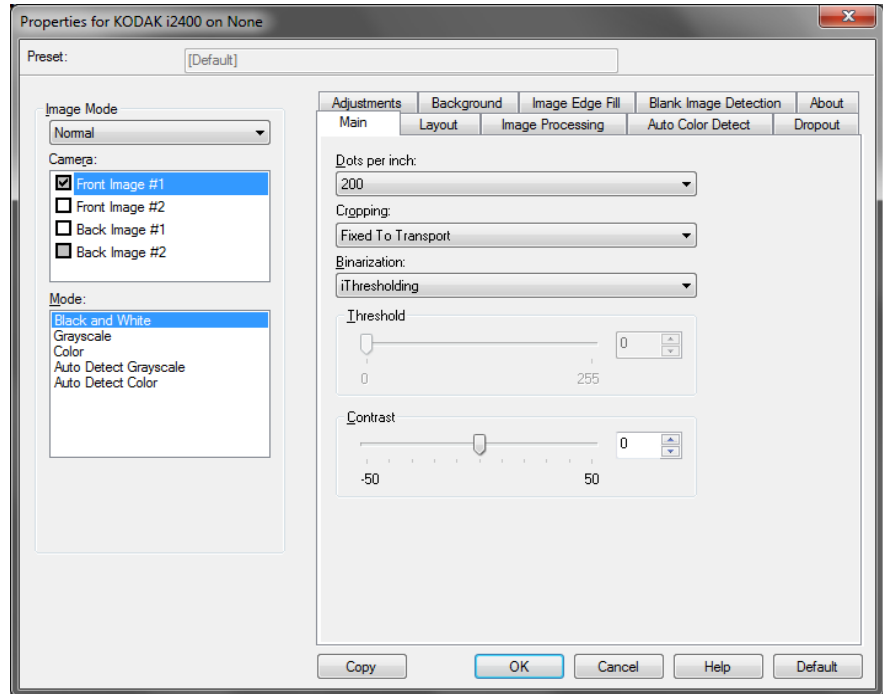 Properties for KODAK i2400 on None
Preset:
[Default]
Image Mode
Normal
Camera:
Front Image #1
Front Image #2
Back Image #1
Back Image #2
Mode:
Black and White
Grayscale
Color
Auto Detect Grayscale
Auto Detect Color
Adjustments Background Image Edge Fill Blank Image Detection About
Main Layout Image Processing Auto Color Detect Dropout
Dots per inch:
200
Cropping:
Fixed To Transport
Binarization:
iThresholding
Threshold
0
0 255
Contrast
0
-50 50
Copy OK Cancel Help Default